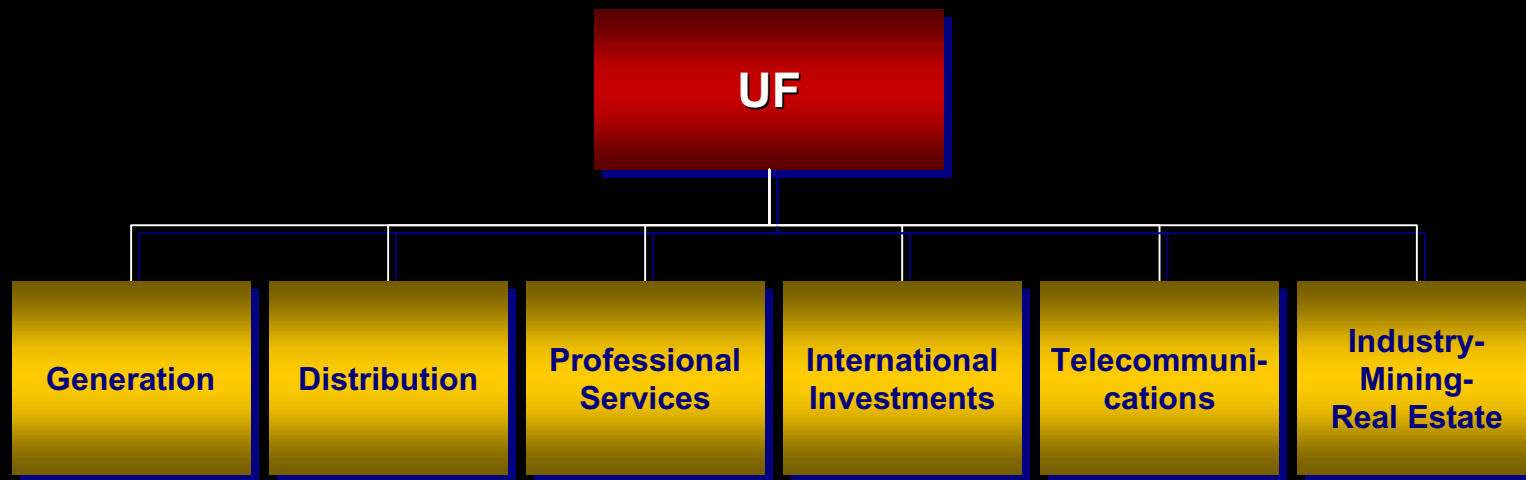 UF
Generation
Distribution
Professional
Services
International
Investments
Telecommuni-
cations
Industry-
Mining-
Real Estate